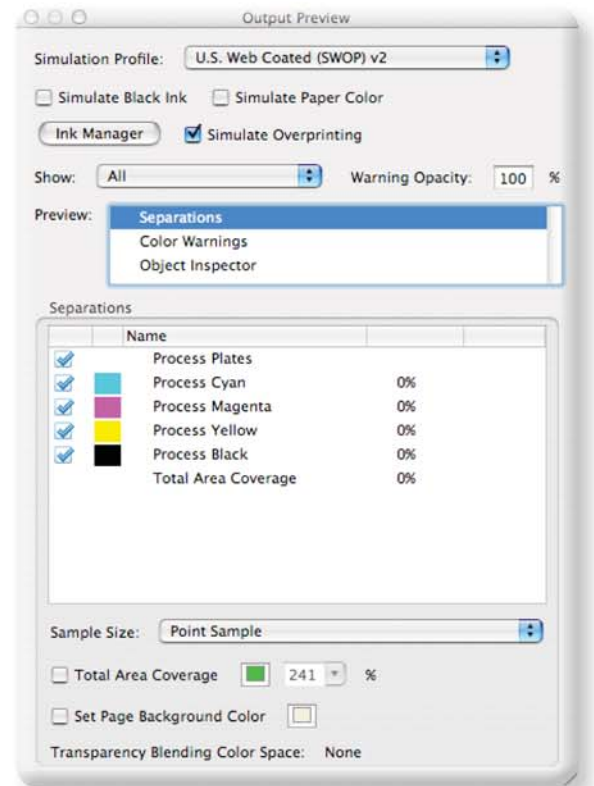 Output Preview
Simulation Profile: U.S. Web Coated (SWOP) v2
Simulate Black Ink Simulate Paper Color
Ink Manager Simulate Overprinting
Show: All Warning Opacity: 100 %
Preview: Separations
Color Warnings
Object Inspector
Separations
Name
Process Plates
Process Cyan 0%
Process Magenta 0%
Process Yellow 0%
Process Black 0%
Total Area Coverage 0%
Sample Size: Point Sample
Total Area Coverage 241 %
Set Page Background Color
Transparency Blending Color Space: None